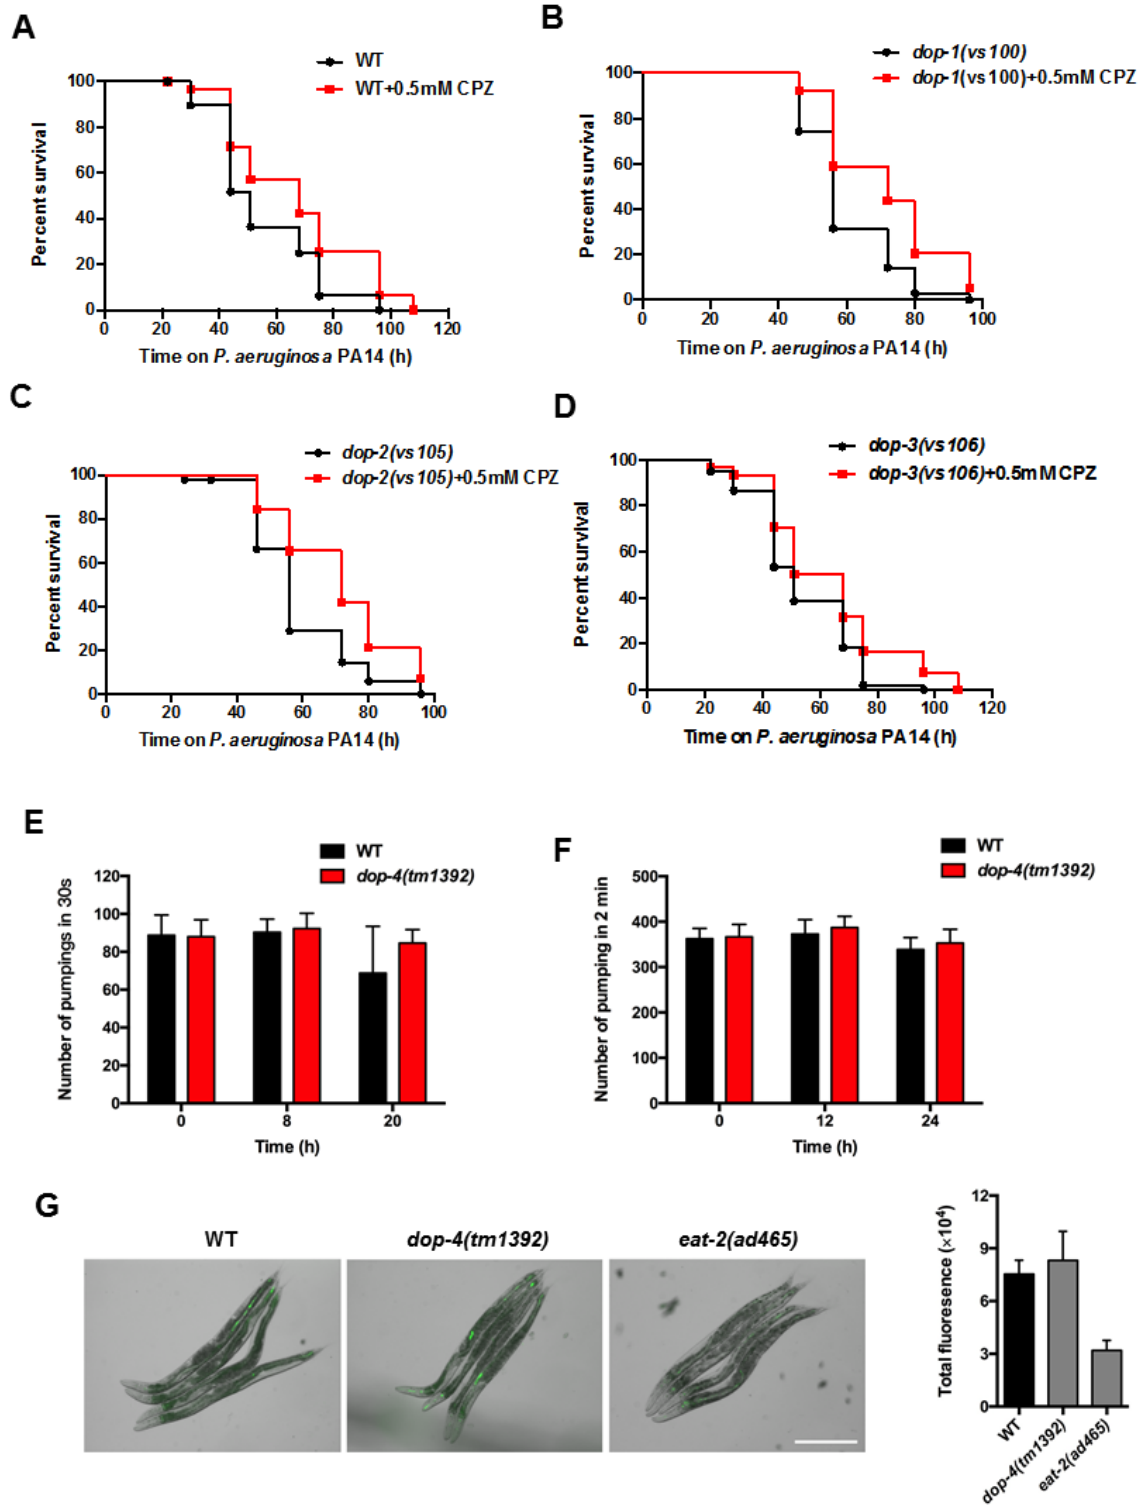 A
WT
WT+0.5mM CPZ
Percent survival
100
80
60
40
20
0
0 20 40 60 80 100 120
Time on P. aeruginosa PA14 (h)
B
dop-1(vs100)
dop-1(vs100)+0.5mM CPZ
Percent survival
100
80
60
40
20
0
0 20 40 60 80 100
Time on P. aeruginosa PA14 (h)
C
dop-2(vs105)
dop-2(vs105)+0.5mM CPZ
Percent survival
100
80
60
40
20
0
0 20 40 60 80 100
Time on P. aeruginosa PA14 (h)
D
dop-3(vs106)
dop-3(vs106)+0.5mM CPZ
Percent survival
100
80
60
40
20
0
0 20 40 60 80 100 120
Time on P. aeruginosa PA14 (h)
E
WT
dop-4(tm1392)
Number of pumpings in 30s
120
100
80
60
40
20
0
0 8 20
Time (h)
F
WT
dop-4(tm1392)
Number of pumping in 2 min
500
400
300
200
100
0
0 12 24
Time (h)
G
WT
dop-4(tm1392)
eat-2(ad465)
Total fluoresence (×10⁴)
12
9
6
3
0
WT
dop-4(tm1392)
eat-2(ad465)